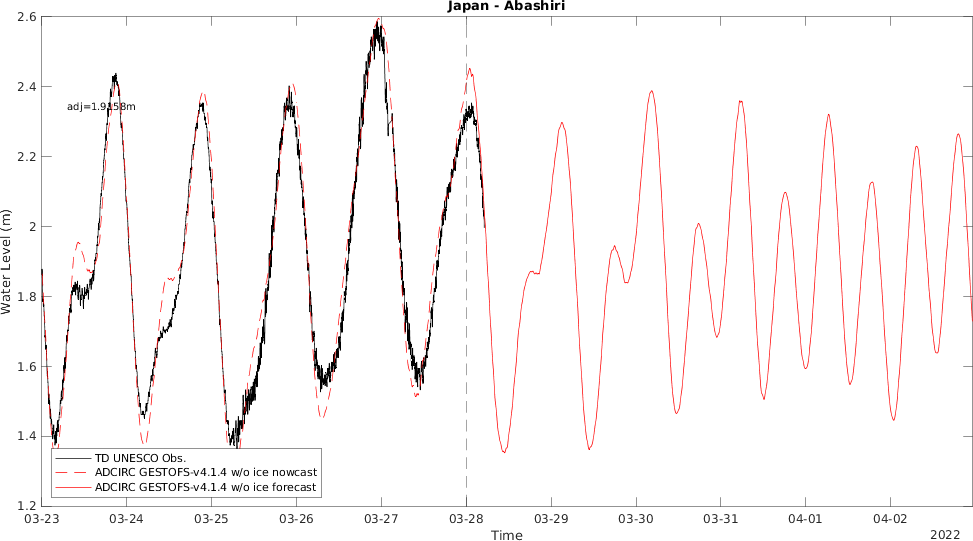 Japan - Abashiri
2.6
2.4
adj=1.9158m
2.2
2
1.8
1.6
1.4
1.2
Water Level (m)
TD UNESCO Obs.
ADCIRC GESTOFS-v4.1.4 w/o ice nowcast
ADCIRC GESTOFS-v4.1.4 w/o ice forecast
03-23 03-24 03-25 03-26 03-27 03-28 03-29 03-30 03-31 04-01 04-02
Time
2022